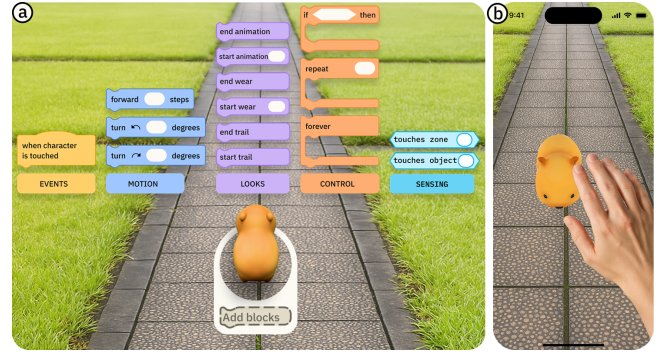 a
b
9:41
if then
end animation
start animation
end wear
start wear
end trail
start trail
repeat
forever
forward steps
turn degrees
turn degrees
when character
is touched
touches zone
touches object
EVENTS
MOTION
LOOKS
CONTROL
SENSING
Add blocks